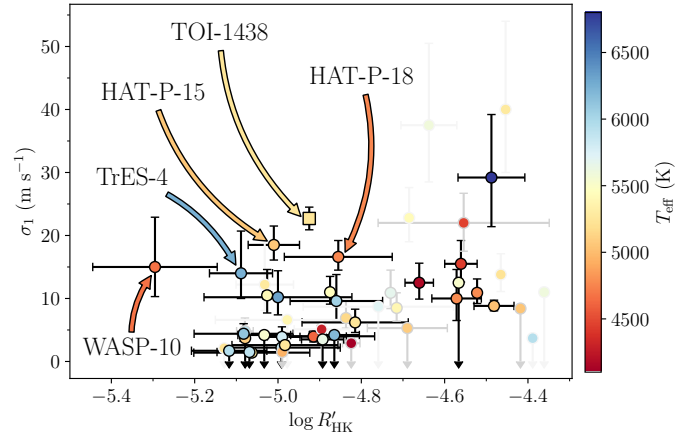 TOI-1438
HAT-P-15
HAT-P-18
TrES-4
WASP-10
σ₁ (m s⁻¹)
50
40
30
20
10
0
−5.4 −5.2 −5.0 −4.8 −4.6 −4.4
log R′HK
6500
6000
5500
5000
4500
Teff (K)